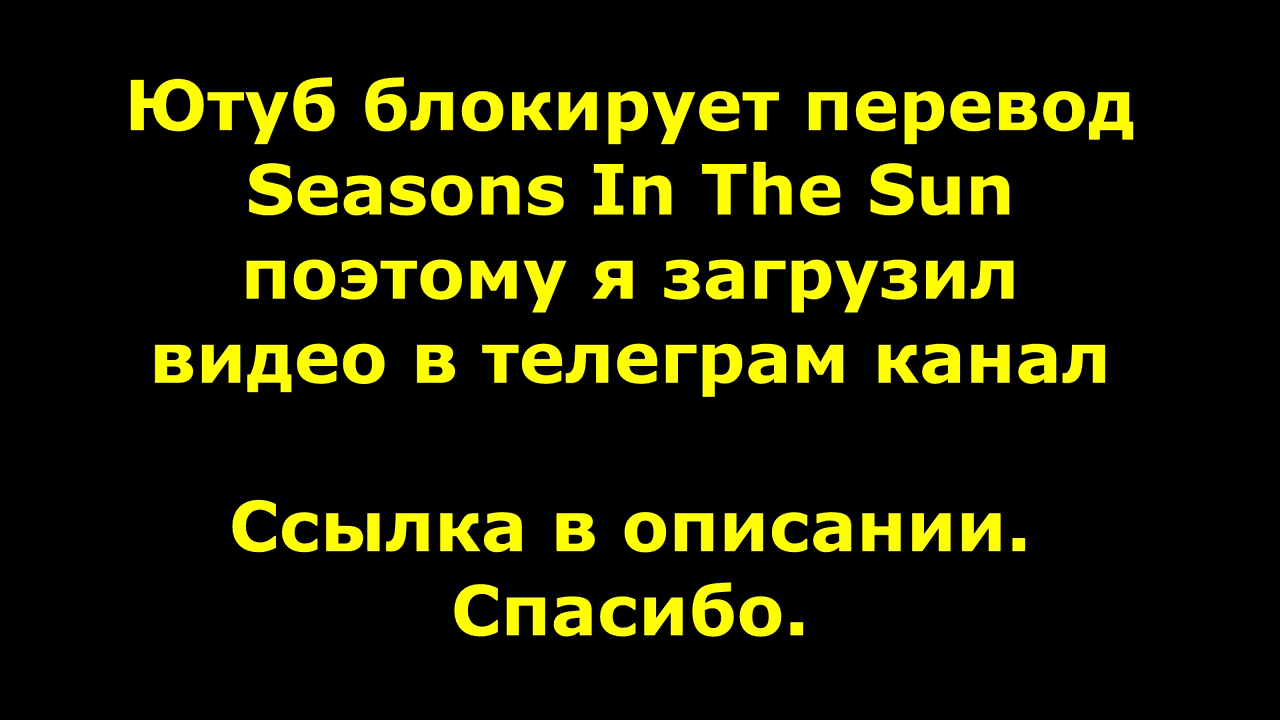 Ютуб блокирует перевод
Seasons In The Sun
поэтому я загрузил
видео в телеграм канал
Ссылка в описании.
Спасибо.